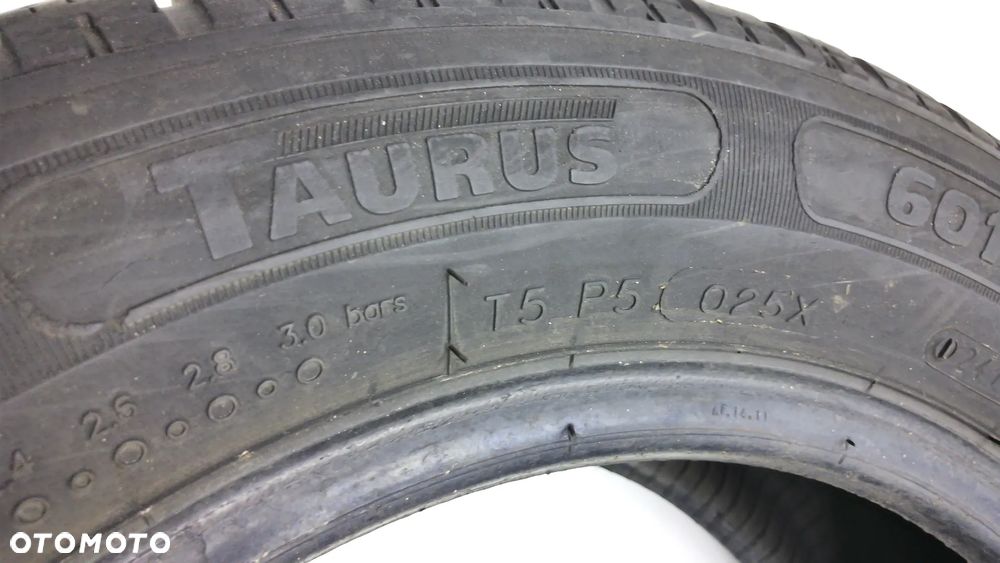 TAURUS
601
2.6 2.8 3.0 bars
T5 P5 025X
OTOMOTO